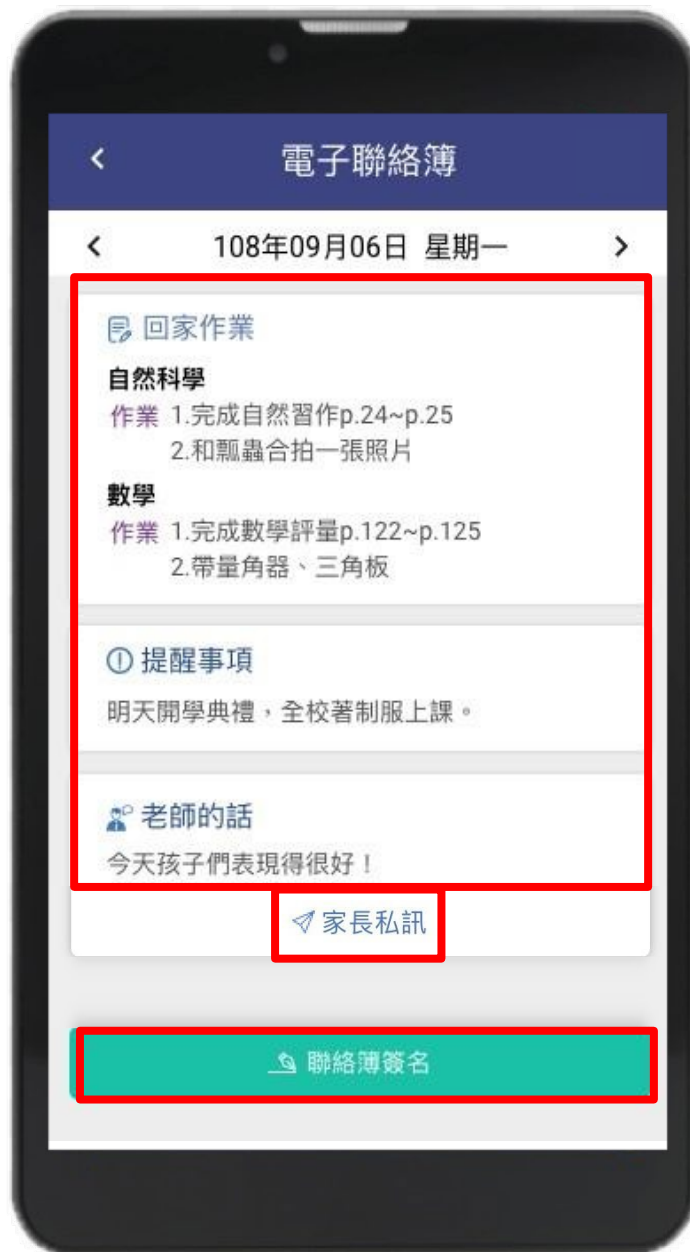 電子聯絡簿
108年09月06日 星期一
回家作業
自然科學
作業 1.完成自然習作p.24~p.25
2.和瓢蟲合拍一張照片
數學
作業 1.完成數學評量p.122~p.125
2.帶量角器、三角板
提醒事項
明天開學典禮，全校著制服上課。
老師的話
今天孩子們表現得很好！
家長私訊
聯絡簿簽名